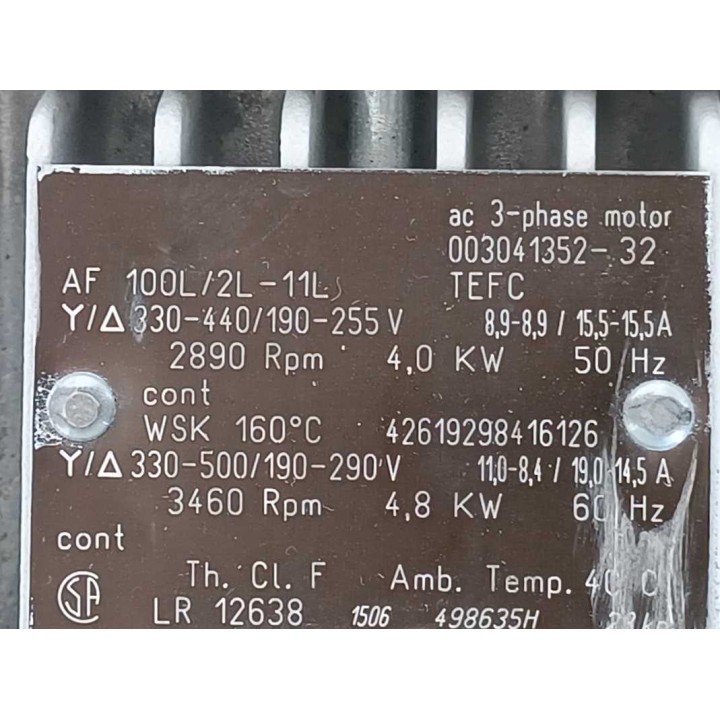 ac 3-phase motor
003041352-32
AF 100L/2L-11L TEFC
Y/Δ 330-440/190-255 V 8,9-8,9 / 15,5-15,5 A
2890 Rpm 4,0 KW 50 Hz
cont
WSK 160°C 42619298416126
Y/Δ 330-500/190-290 V 11,0-8,4 / 19,0-14,5 A
3460 Rpm 4,8 KW 60 Hz
cont
Th. Cl. F Amb. Temp. 40 C
SA LR 12638 1506 498635H